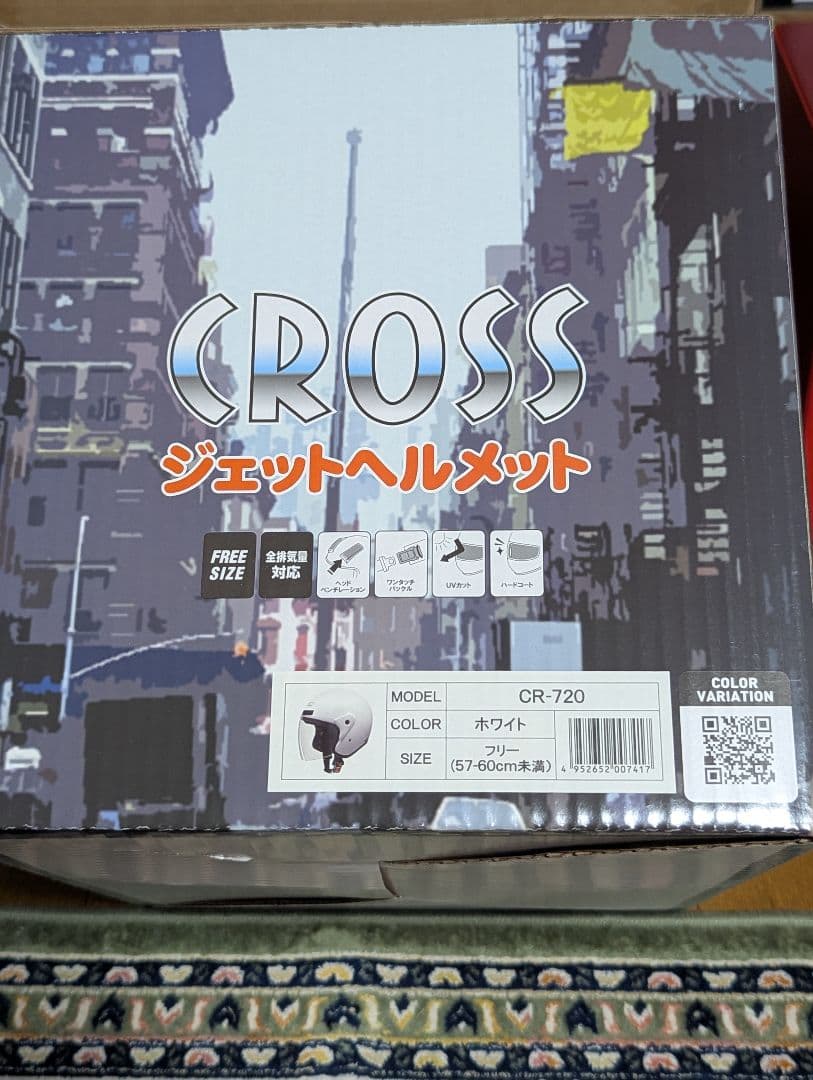 CROSS
ジェットヘルメット
FREE
SIZE
全排気量
対応
ヘッド
ベンチレーション
ワンタッチ
バックル
UVカット
ハードコート
MODEL
CR-720
COLOR
ホワイト
SIZE
フリー
(57-60cm未満)
4 952652 007417
COLOR
VARIATION